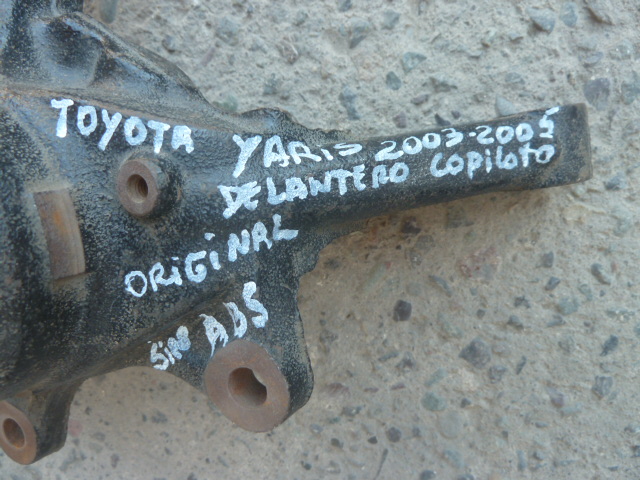 TOYOTA YARIS 2003-2005
DELANTERO COPILOTO
ORIGINAL
SIN ABS